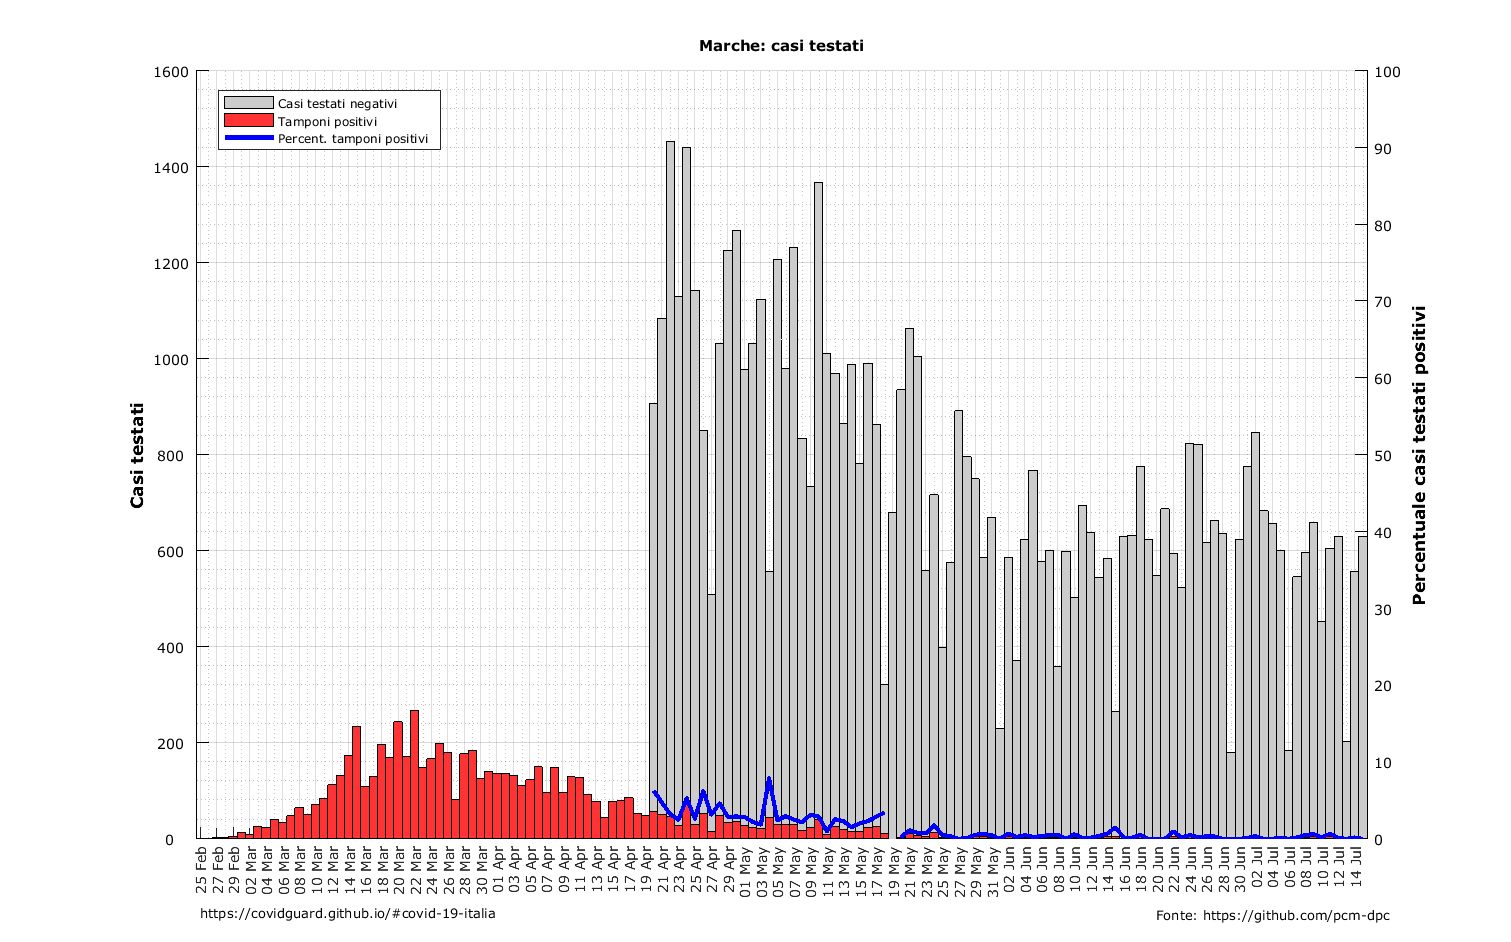 Marche: casi testati
1600
1400
1200
1000
800
600
400
200
0
100
90
80
70
60
50
40
30
20
10
0
Casi testati negativi
Tamponi positivi
Percent. tamponi positivi
Casi testati
Percentuale casi testati positivi
25 Feb
27 Feb
29 Feb
02 Mar
04 Mar
06 Mar
08 Mar
10 Mar
12 Mar
14 Mar
16 Mar
18 Mar
20 Mar
22 Mar
24 Mar
26 Mar
28 Mar
30 Mar
01 Apr
03 Apr
05 Apr
07 Apr
09 Apr
11 Apr
13 Apr
15 Apr
17 Apr
19 Apr
21 Apr
23 Apr
25 Apr
27 Apr
29 Apr
01 May
03 May
05 May
07 May
09 May
11 May
13 May
15 May
17 May
19 May
21 May
23 May
25 May
27 May
29 May
31 May
02 Jun
04 Jun
06 Jun
08 Jun
10 Jun
12 Jun
14 Jun
16 Jun
18 Jun
20 Jun
22 Jun
24 Jun
26 Jun
28 Jun
30 Jun
02 Jul
04 Jul
06 Jul
08 Jul
10 Jul
12 Jul
14 Jul
https://covidguard.github.io/#covid-19-italia
Fonte: https://github.com/pcm-dpc